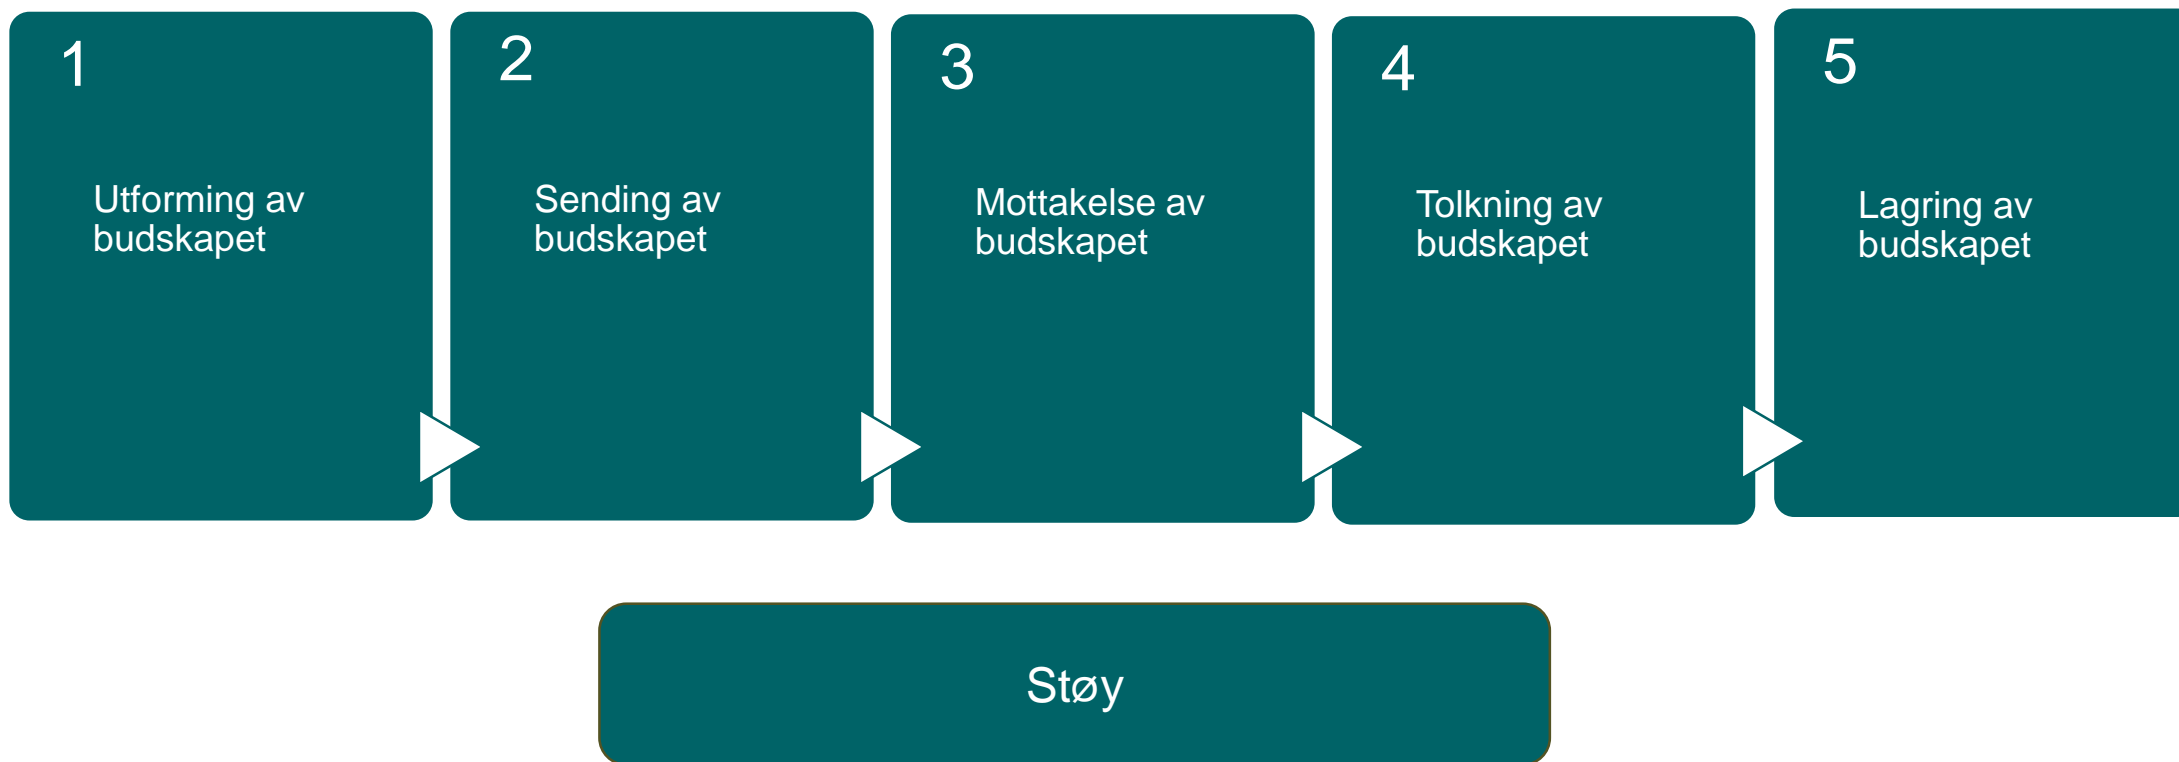 1
Utforming av
budskapet
2
Sending av
budskapet
3
Mottakelse av
budskapet
4
Tolkning av
budskapet
5
Lagring av
budskapet
Støy